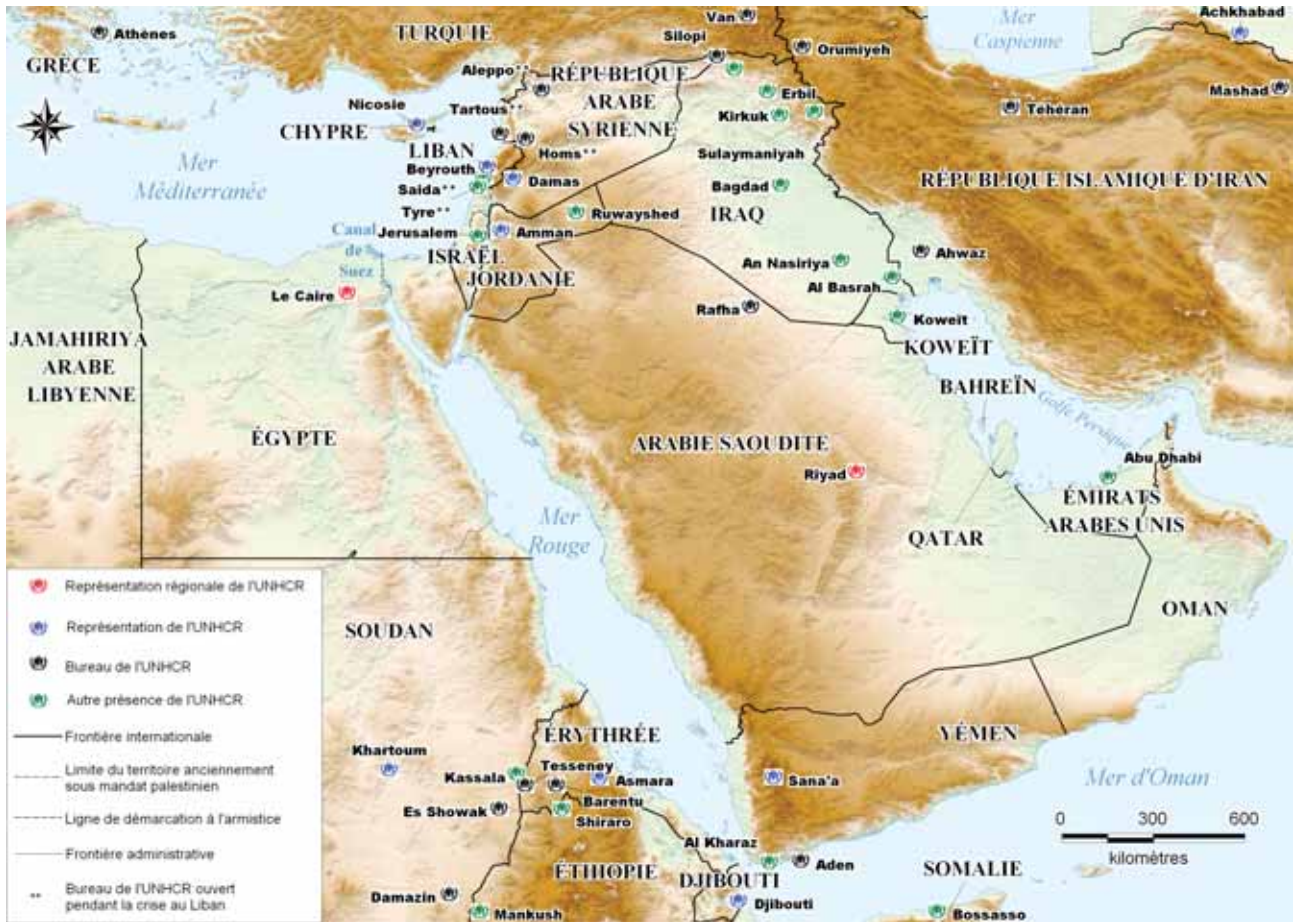 Van
Achkhabad
Mer
Caspienne
Athènes
TURQUIE
Silopi
Orumiyeh
GRÈCE
Aleppo**
RÉPUBLIQUE
ARABE
SYRIENNE
Erbil
Téhéran
Mashad
Nicosie
Tartous**
Kirkuk
CHYPRE
LIBAN
Homs**
Sulaymaniyah
Mer
Méditerranée
Beyrouth
Damas
Bagdad
RÉPUBLIQUE ISLAMIQUE D'IRAN
Saida**
Tyre**
Ruwayshed
IRAQ
Canal
de
Suez
Jerusalem
Amman
ISRAËL
JORDANIE
An Nasiriya
Ahwaz
Al Basrah
Le Caire
Rafha
Koweït
KOWEÏT
JAMAHIRIYA
ARABE
LIBYENNE
BAHREÏN
Golfe Persique
ÉGYPTE
ARABIE SAOUDITE
Abu Dhabi
Riyad
ÉMIRATS
ARABES UNIS
Mer
Rouge
QATAR
OMAN
SOUDAN
ÉRYTHRÉE
YÉMEN
Khartoum
Kassala
Tesseney
Asmara
Sana'a
Mer d'Oman
Es Showak
Barentu
Shiraro
Al Kharaz
Aden
ÉTHIOPIE
DJIBOUTI
SOMALIE
Damazin
Mankush
Djibouti
Bossasso
0 300 600
kilomètres
Représentation régionale de l'UNHCR
Représentation de l'UNHCR
Bureau de l'UNHCR
Autre présence de l'UNHCR
Frontière internationale
Limite du territoire anciennement
sous mandat palestinien
Ligne de démarcation à l'armistice
Frontière administrative
** Bureau de l'UNHCR ouvert
pendant la crise au Liban